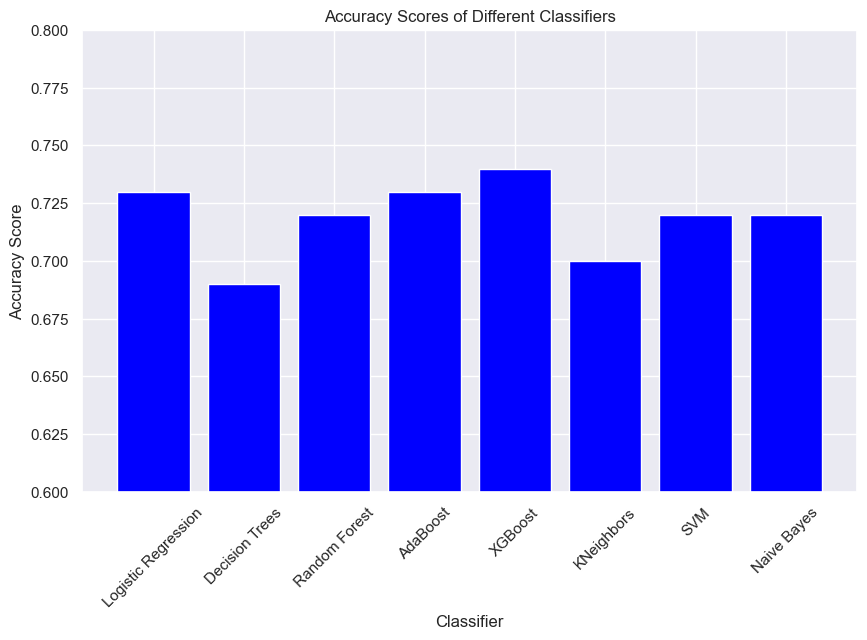 Accuracy Scores of Different Classifiers
0.800
0.775
0.750
0.725
0.700
0.675
0.650
0.625
0.600
Accuracy Score
Logistic Regression
Decision Trees
Random Forest
AdaBoost
XGBoost
KNeighbors
SVM
Naive Bayes
Classifier